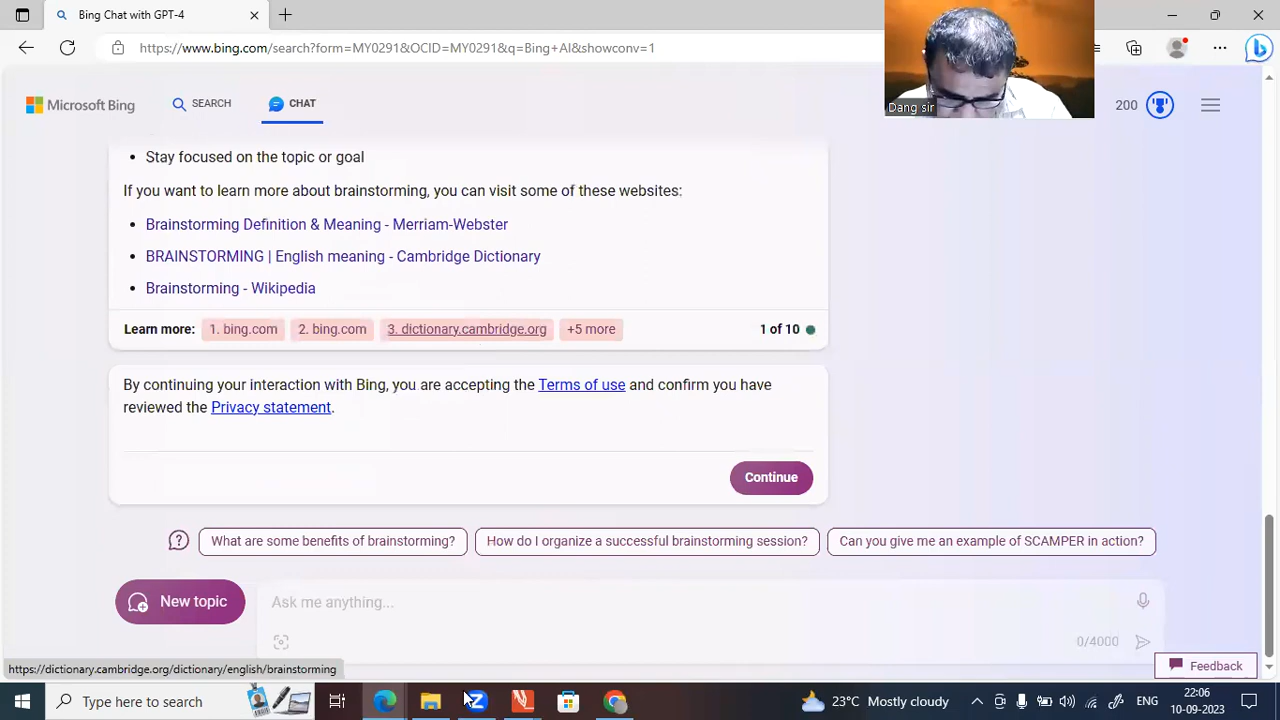 Bing Chat with GPT-4
https://www.bing.com/search?form=MY0291&OCID=MY0291&q=Bing+AI&showconv=1
Dang sir
Microsoft Bing
SEARCH
CHAT
200
• Stay focused on the topic or goal
If you want to learn more about brainstorming, you can visit some of these websites:
• Brainstorming Definition & Meaning - Merriam-Webster
• BRAINSTORMING | English meaning - Cambridge Dictionary
• Brainstorming - Wikipedia
Learn more: 1. bing.com 2. bing.com 3. dictionary.cambridge.org +5 more 1 of 10
By continuing your interaction with Bing, you are accepting the Terms of use and confirm you have
reviewed the Privacy statement.
Continue
What are some benefits of brainstorming? How do I organize a successful brainstorming session? Can you give me an example of SCAMPER in action?
New topic
Ask me anything...
0/4000
Feedback
https://dictionary.cambridge.org/dictionary/english/brainstorming
Type here to search
23°C Mostly cloudy
ENG
22:06
10-09-2023